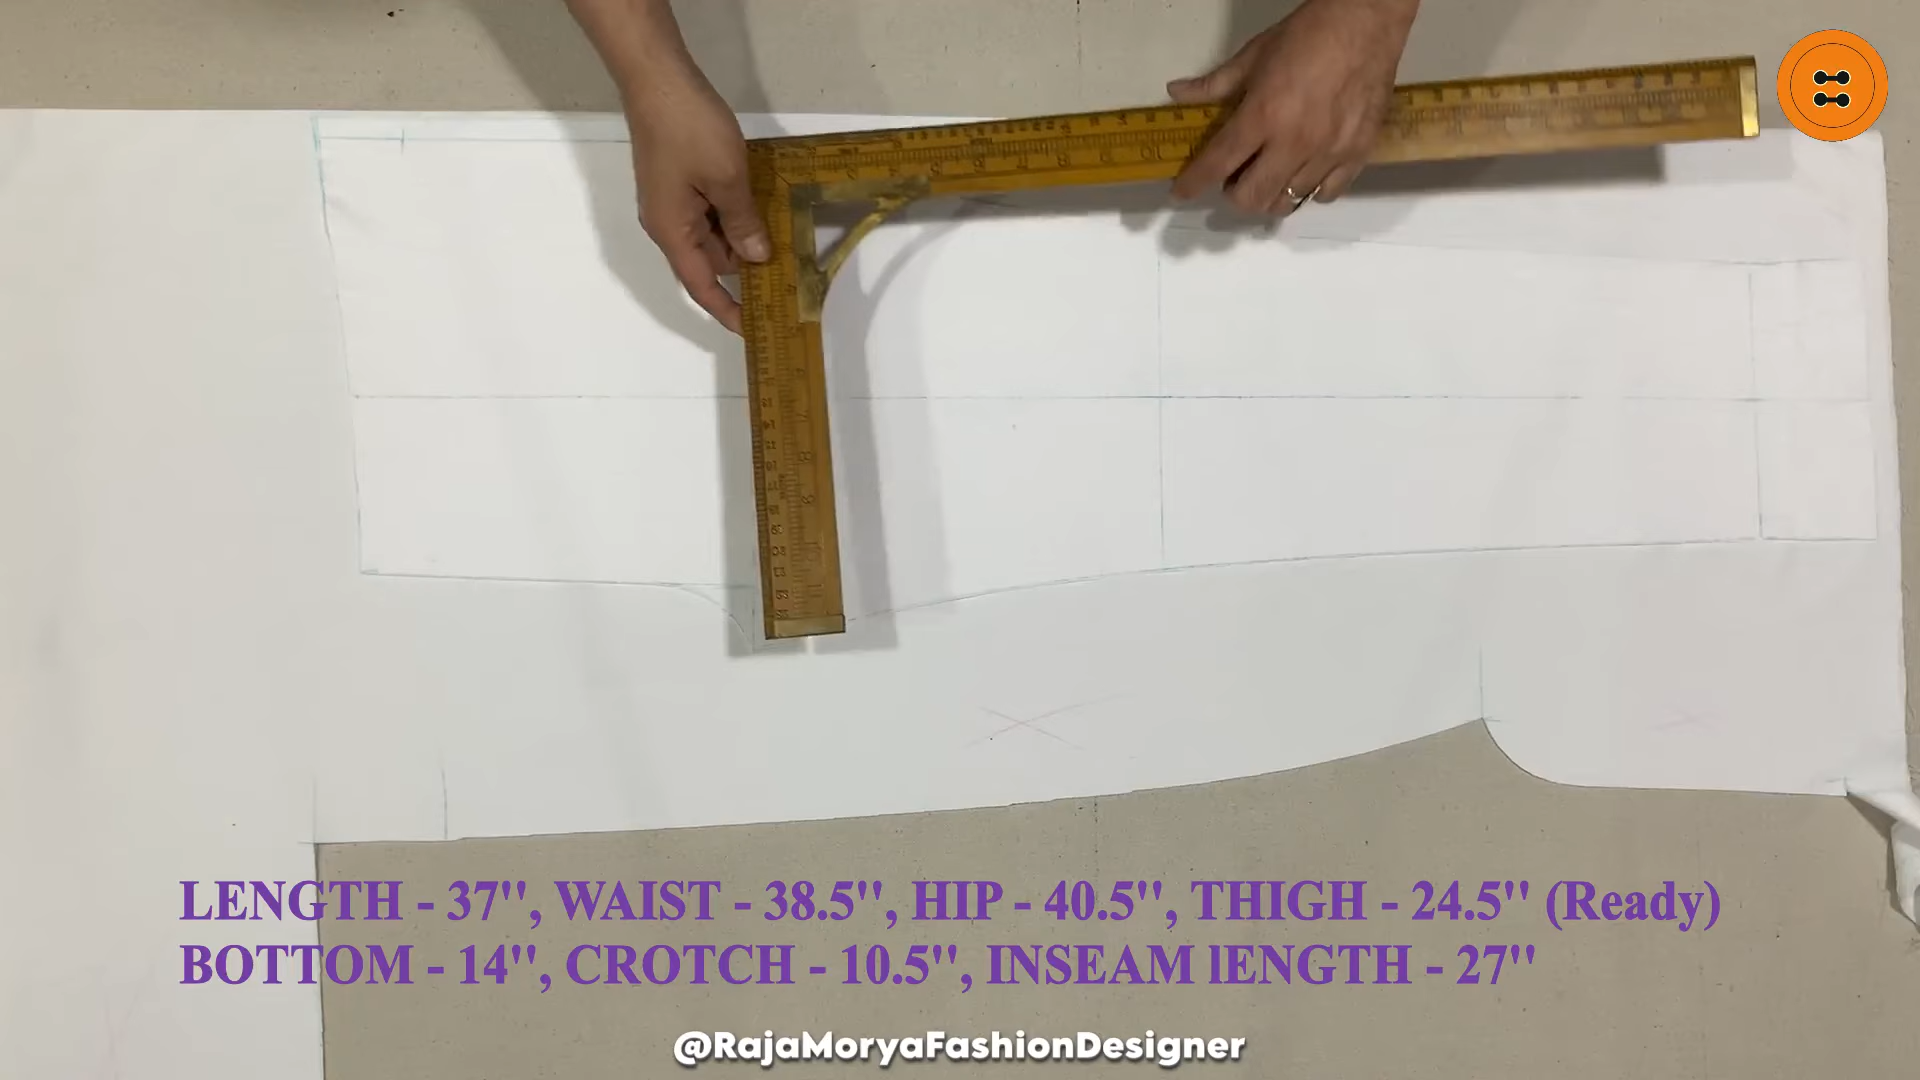 LENGTH - 37'', WAIST - 38.5'', HIP - 40.5'', THIGH - 24.5'' (Ready)
BOTTOM - 14'', CROTCH - 10.5'', INSEAM lENGTH - 27''
@RajaMoryaFashionDesigner